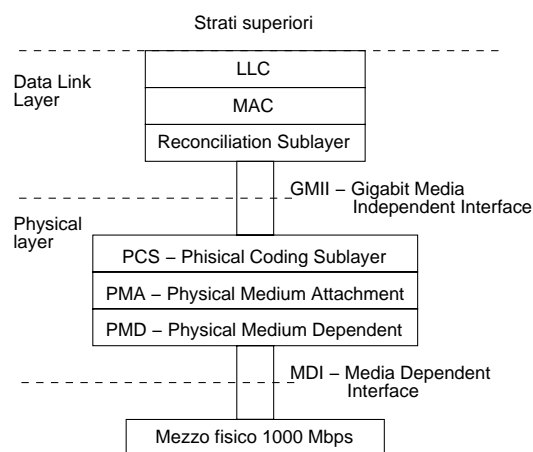 Strati superiori
LLC
Data Link
Layer
MAC
Reconciliation Sublayer
GMII − Gigabit Media
Independent Interface
Physical
layer
PCS − Phisical Coding Sublayer
PMA − Physical Medium Attachment
PMD − Physical Medium Dependent
MDI − Media Dependent
Interface
Mezzo fisico 1000 Mbps